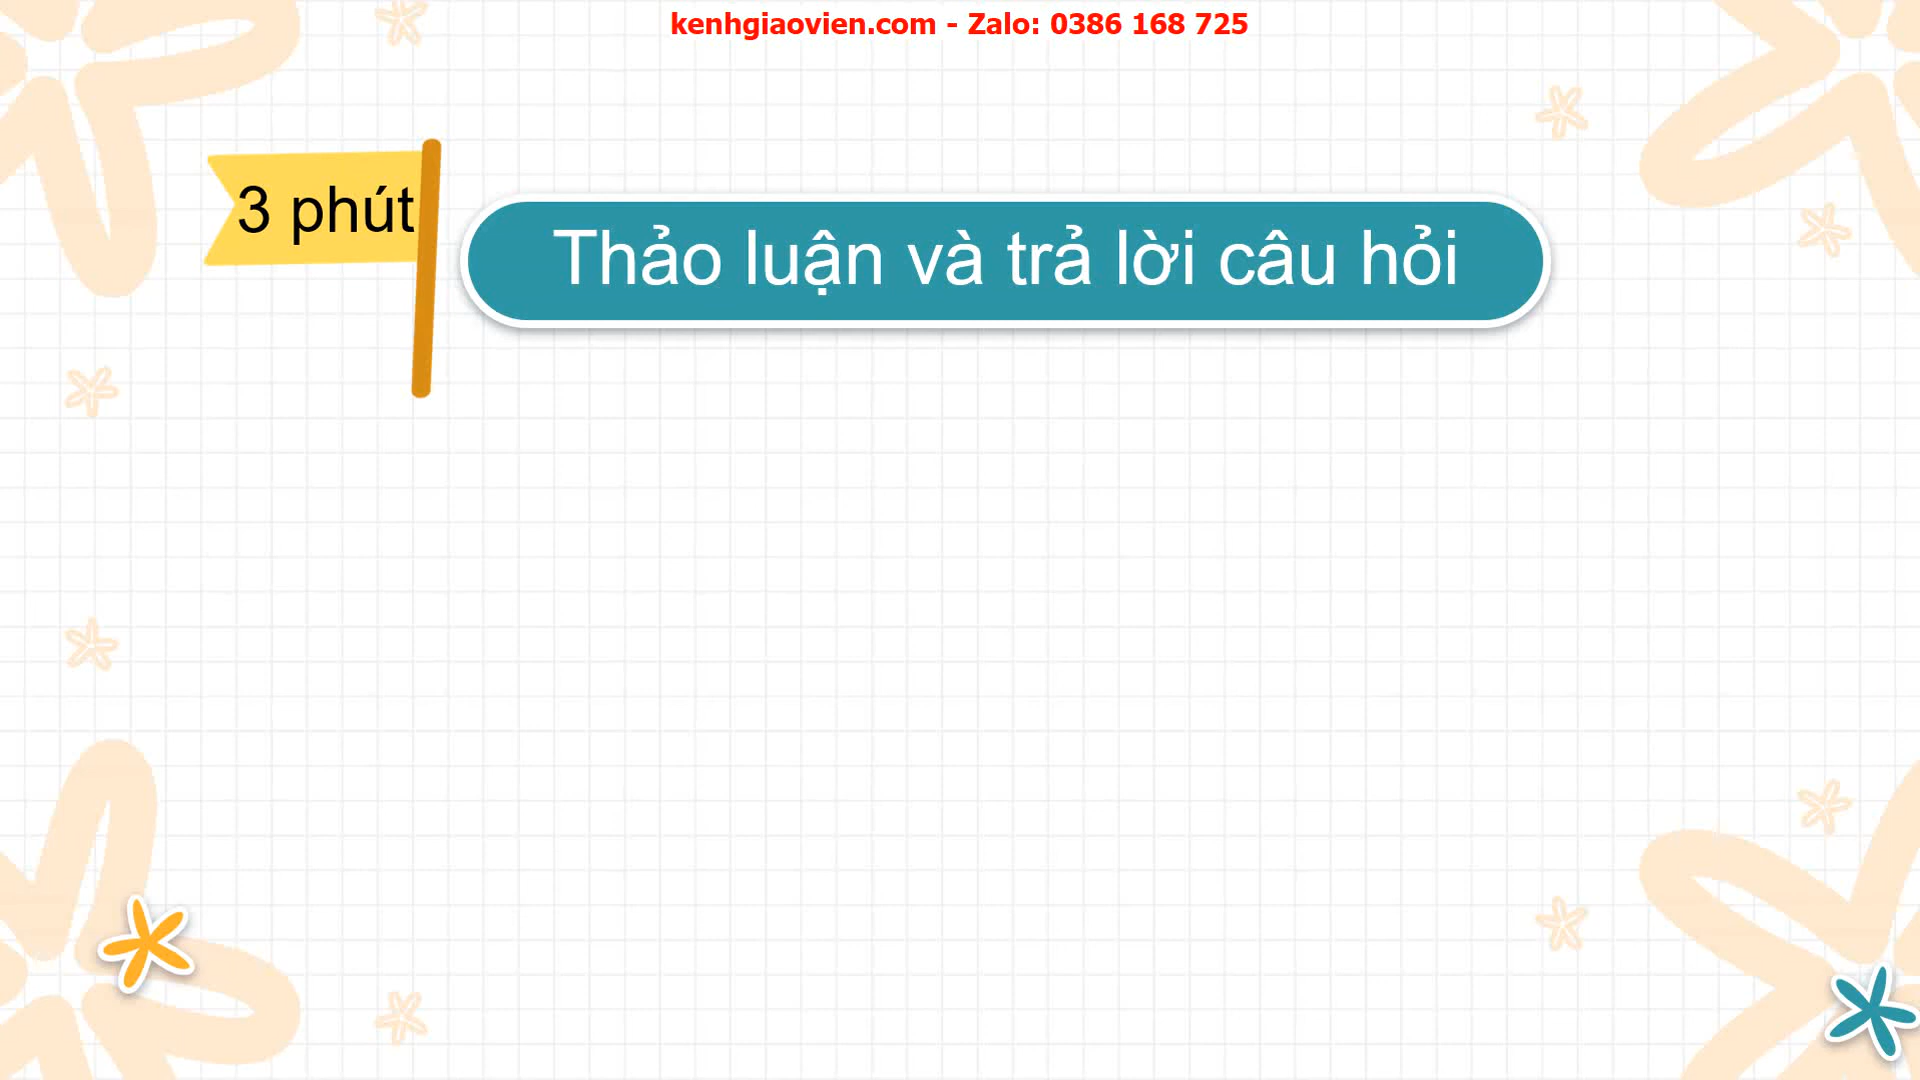 kenhgiaovien.com - Zalo: 0386 168 725
3 phút
Thảo luận và trả lời câu hỏi